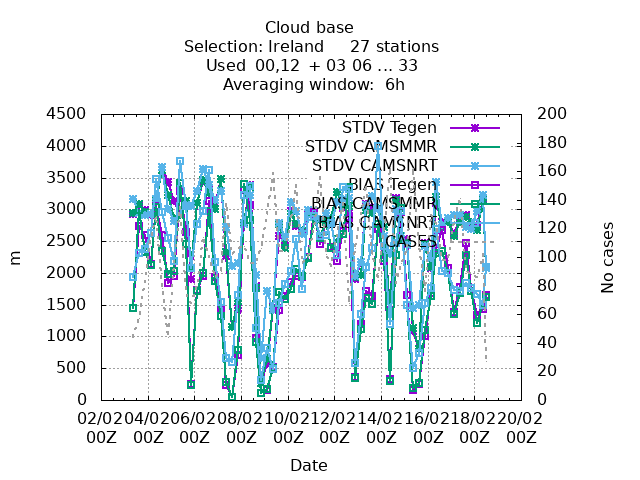 Cloud base
Selection: Ireland 27 stations
Used 00,12 + 03 06 ... 33
Averaging window: 6h
4500
4000
3500
3000
2500
2000
1500
1000
500
0
m
200
180
160
140
120
100
80
60
40
20
0
No cases
STDV Tegen
STDV CAMSMMR
STDV CAMSNRT
BIAS Tegen
BIAS CAMSMMR
BIAS CAMSNRT
CASES
02/02 04/02 06/02 08/02 10/02 12/02 14/02 16/02 18/02 20/02
00Z 00Z 00Z 00Z 00Z 00Z 00Z 00Z 00Z 00Z
Date